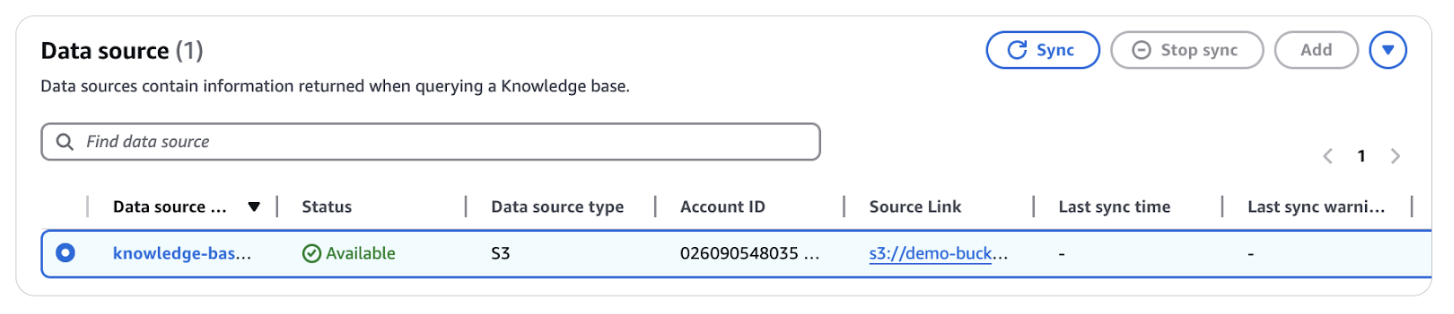 Data source (1)
Sync
Stop sync
Add
Data sources contain information returned when querying a Knowledge base.
Find data source
1
Data source ...
Status
Data source type
Account ID
Source Link
Last sync time
Last sync warni...
knowledge-bas...
Available
S3
026090548035 ...
s3://demo-buck...
-
-